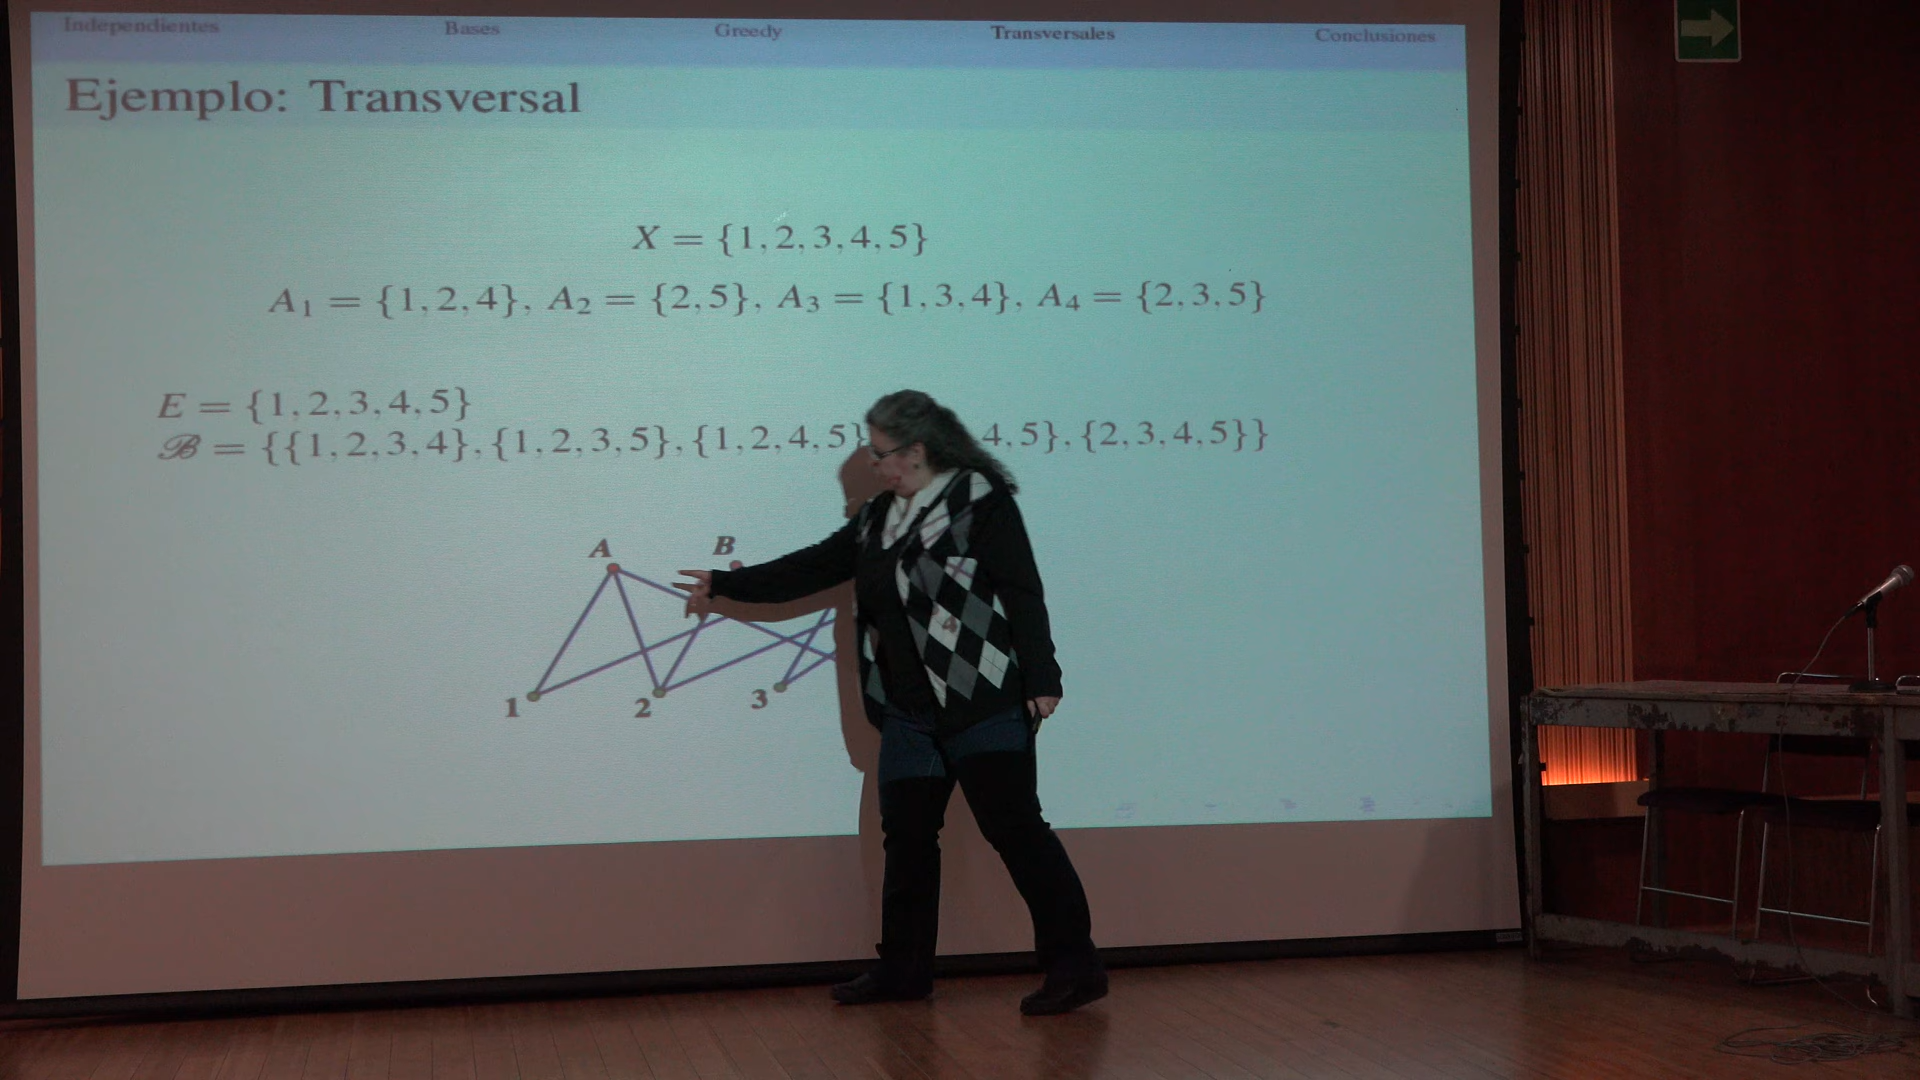 Independientes Bases Greedy Transversales Conclusiones
Ejemplo: Transversal
X = {1, 2, 3, 4, 5}
A₁ = {1, 2, 4}, A₂ = {2, 5}, A₃ = {1, 3, 4}, A₄ = {2, 3, 5}
E = {1, 2, 3, 4, 5}
ℬ = {{1, 2, 3, 4}, {1, 2, 3, 5}, {1, 2, 4, 5} 4, 5}, {2, 3, 4, 5}}
A B
1 2 3 4